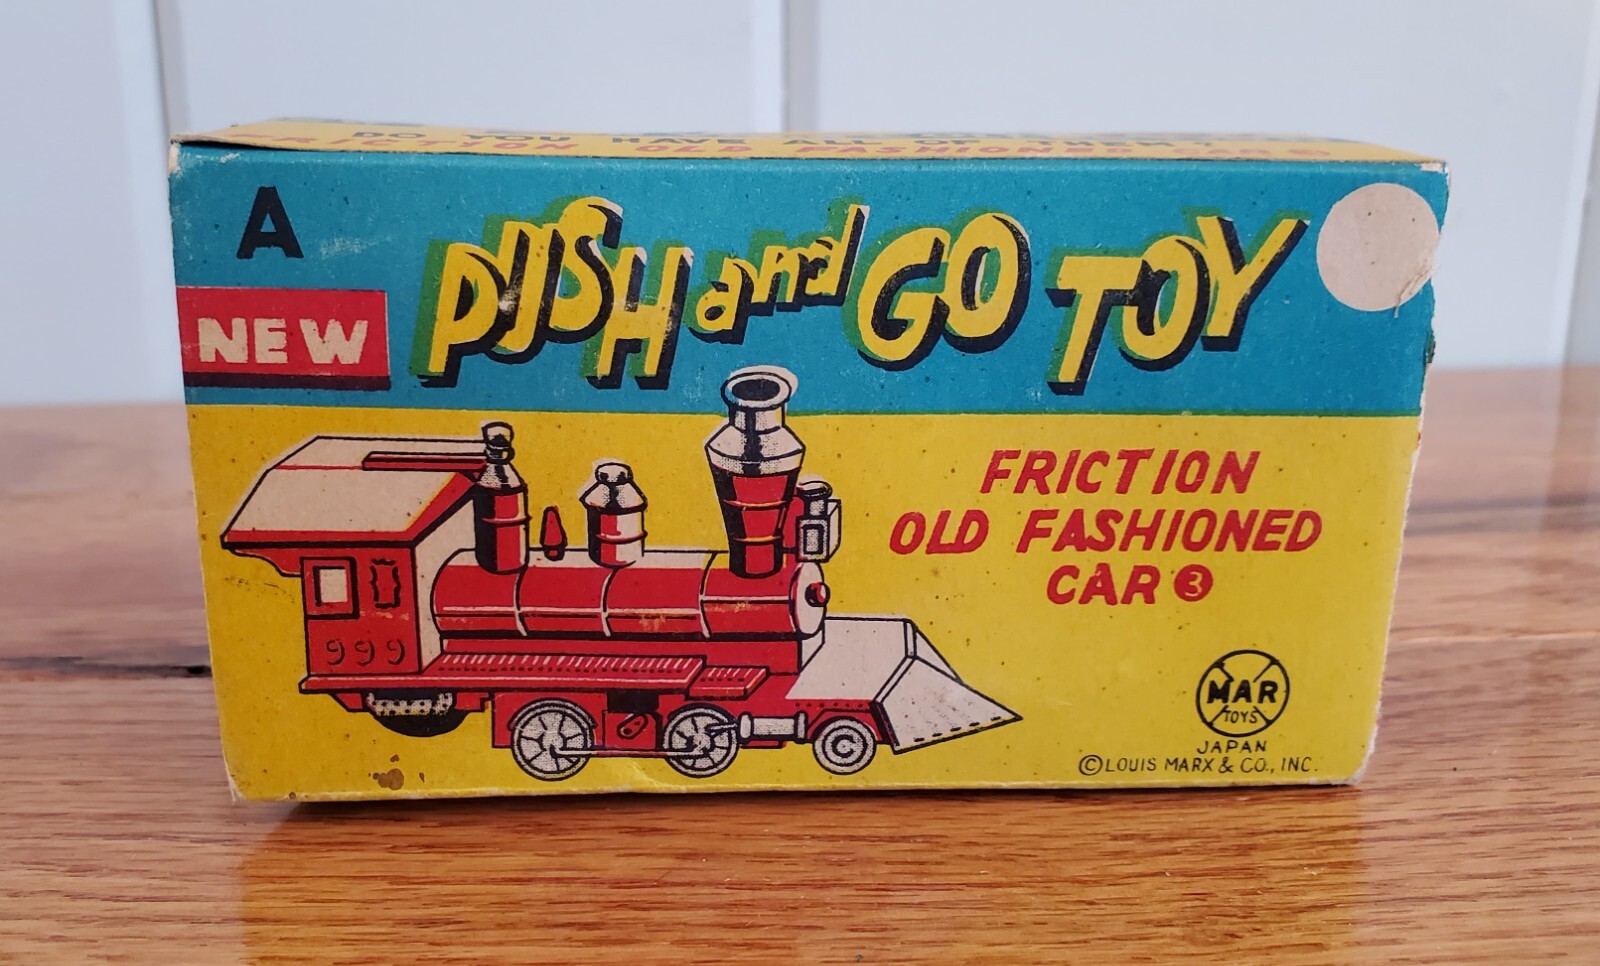 DO YOU HAVE ALL OF THEM?
FRICTION OLD FASHIONED CARS
A
PUSH and GO TOY
NEW
FRICTION
OLD FASHIONED
CAR 3
999
MAR
TOYS
JAPAN
©LOUIS MARX & CO., INC.